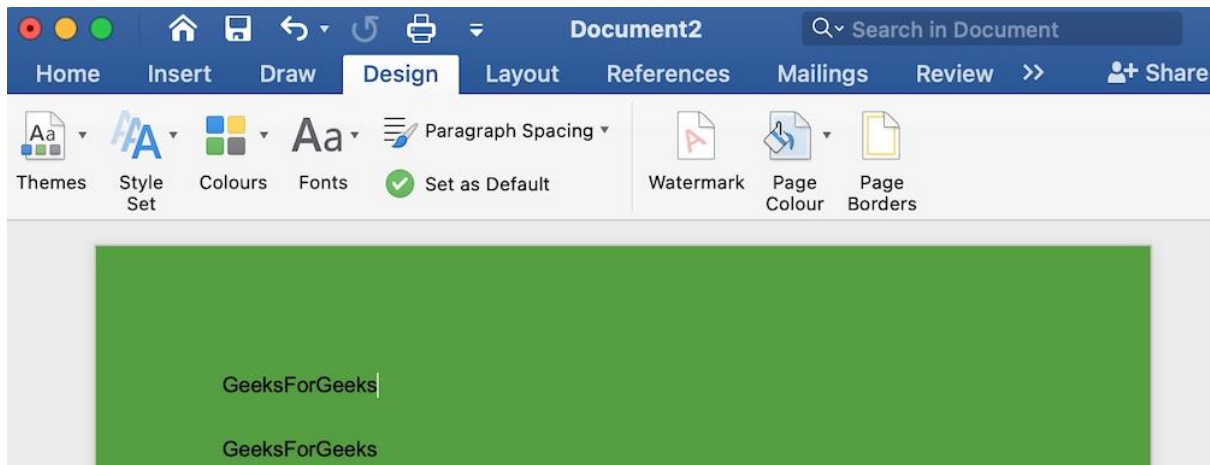 Document2
Search in Document
Home Insert Draw Design Layout References Mailings Review >> Share
Aa Aa Paragraph Spacing
Themes Style Set Colours Fonts Set as Default Watermark Page Colour Page Borders
GeeksForGeeks
GeeksForGeeks